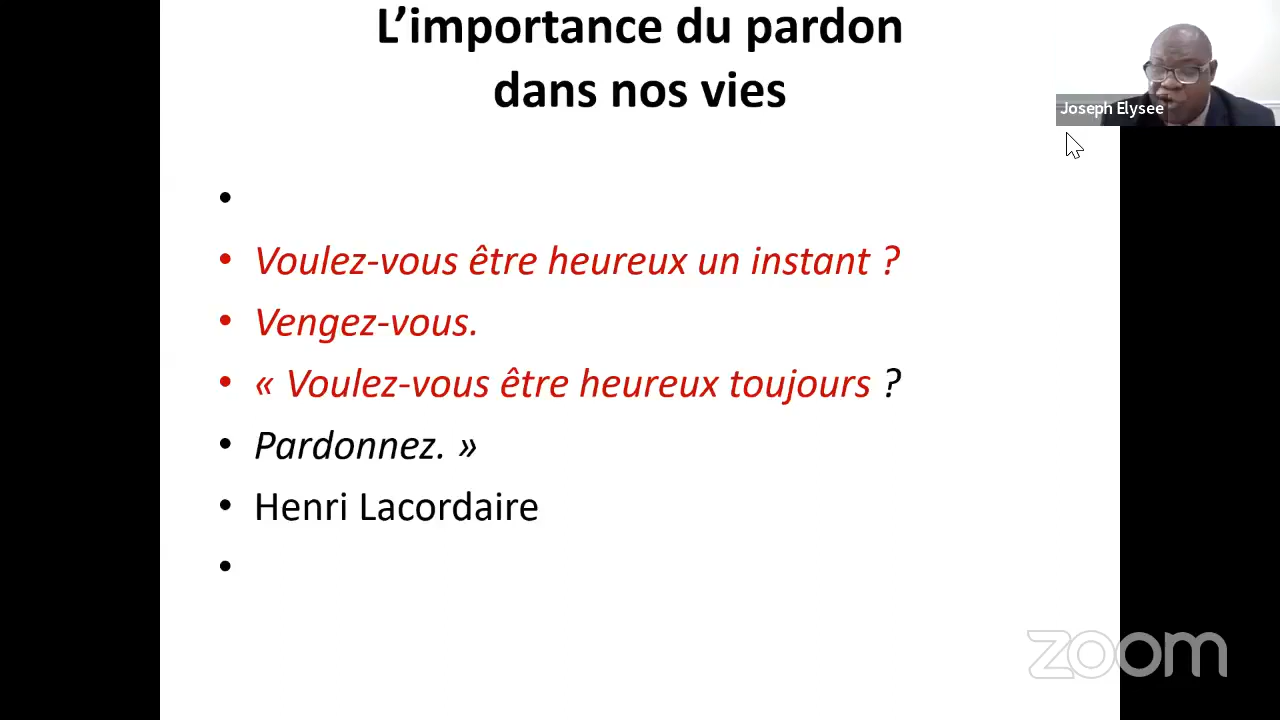 L’importance du pardon
dans nos vies
Joseph Elysee
• 
• Voulez-vous être heureux un instant ?
• Vengez-vous.
• « Voulez-vous être heureux toujours ?
• Pardonnez. »
• Henri Lacordaire
• 
zoom